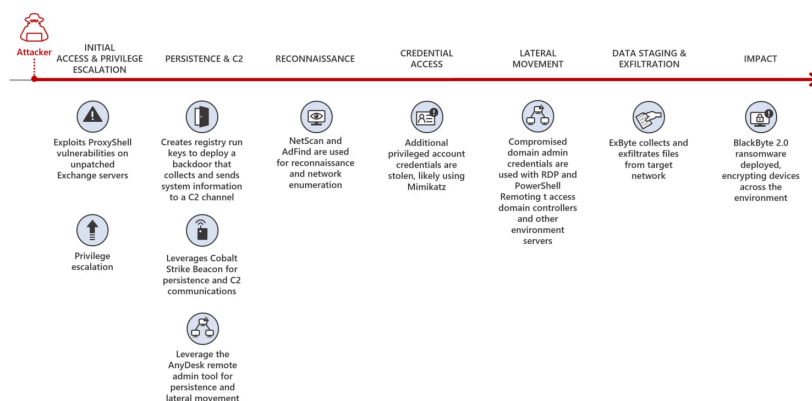 Attacker
INITIAL
ACCESS & PRIVILEGE
ESCALATION
PERSISTENCE & C2
RECONNAISSANCE
CREDENTIAL
ACCESS
LATERAL
MOVEMENT
DATA STAGING &
EXFILTRATION
IMPACT
Exploits ProxyShell
vulnerabilities on
unpatched
Exchange servers
Privilege
escalation
Creates registry run
keys to deploy a
backdoor that
collects and sends
system information
to a C2 channel
Leverages Cobalt
Strike Beacon for
persistence and C2
communications
Leverage the
AnyDesk remote
admin tool for
persistence and
lateral movement
NetScan and
AdFind are used
for reconnaissance
and network
enumeration
Additional
privileged account
credentials are
stolen, likely using
Mimikatz
Compromised
domain admin
credentials are
used with RDP and
PowerShell
Remoting t access
domain controllers
and other
environment
servers
ExByte collects and
exfiltrates files
from target
network
BlackByte 2.0
ransomware
deployed,
encrypting devices
across the
environment